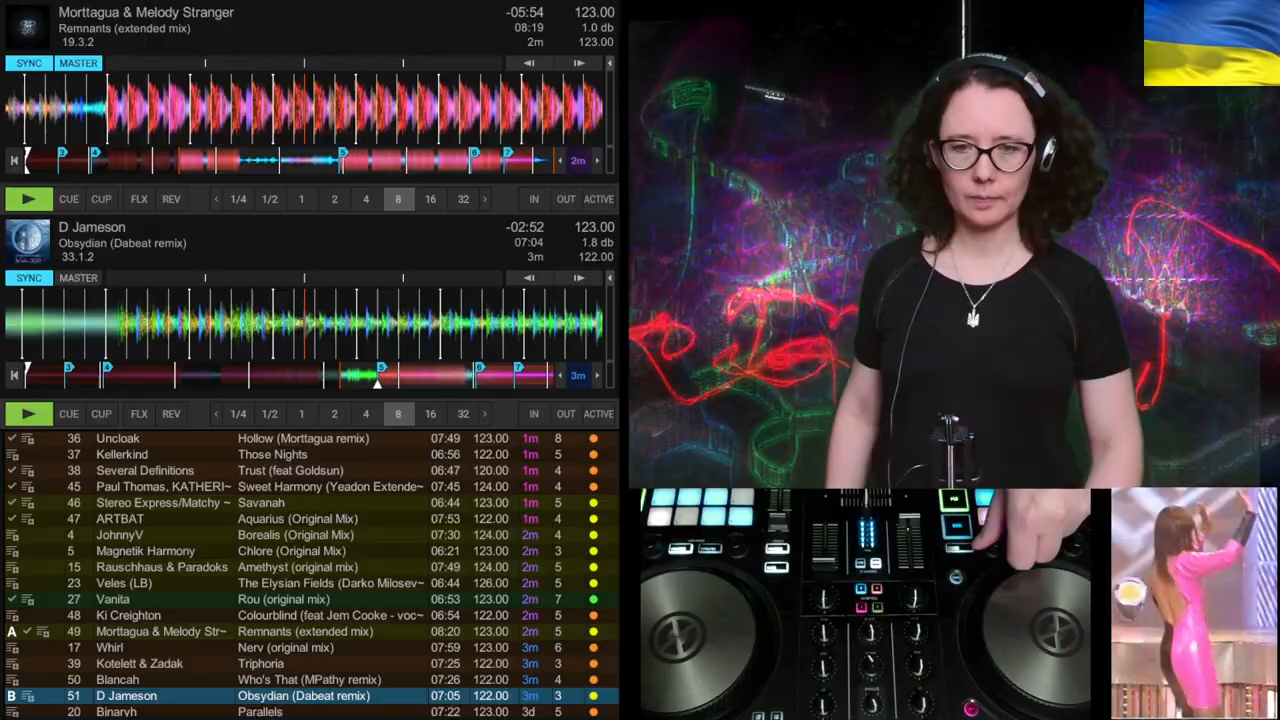 Morttagua & Melody Stranger -05:54 123.00
Remnants (extended mix) 08:19 1.0 db
19.3.2 2m 123.00
SYNC MASTER
3 4 5 6 7 2m
CUE CUP FLX REV 1/4 1/2 1 2 4 8 16 32 IN OUT ACTIVE
D Jameson -02:52 123.00
Obsydian (Dabeat remix) 07:04 1.8 db
33.1.2 3m 122.00
SYNC MASTER
3 4 5 6 7 3m
CUE CUP FLX REV 1/4 1/2 1 2 4 8 16 32 IN OUT ACTIVE
36 Uncloak Hollow (Morttagua remix) 07:49 123.00 1m 8
37 Kellerkind Those Nights 06:56 122.00 1m 5
38 Several Definitions Trust (feat Goldsun) 06:47 120.00 1m 4
45 Paul Thomas, KATHERI~ Sweet Harmony (Yeadon Extende~ 07:45 124.00 1m 4
46 Stereo Express/Matchy ~ Savanah 06:44 123.00 1m 5
47 ARTBAT Aquarius (Original Mix) 07:53 122.00 1m 4
4 JohnnyV Borealis (Original Mix) 07:30 124.00 2m 4
5 Magnetik Harmony Chlore (Original Mix) 06:21 123.00 2m 4
15 Rauschhaus & Paradoks Amethyst (original mix) 07:49 124.00 2m 5
23 Veles (LB) The Elysian Fields (Darko Milosev~ 06:44 126.00 2m 5
27 Vanita Rou (original mix) 06:53 123.00 2m 7
48 Ki Creighton Colourblind (feat Jem Cooke - voc~ 06:54 122.00 2m 5
A 49 Morttagua & Melody Str~ Remnants (extended mix) 08:20 123.00 2m 5
17 Whirl Nerv (original mix) 07:59 123.00 3m 6
39 Kotelett & Zadak Triphoria 07:25 122.00 3m 4
50 Blancah Who's That (MPathy remix) 07:26 123.00 3m 4
B 51 D Jameson Obsydian (Dabeat remix) 07:05 122.00 3m 3
20 Binaryh Parallels 07:22 123.00 3d 5